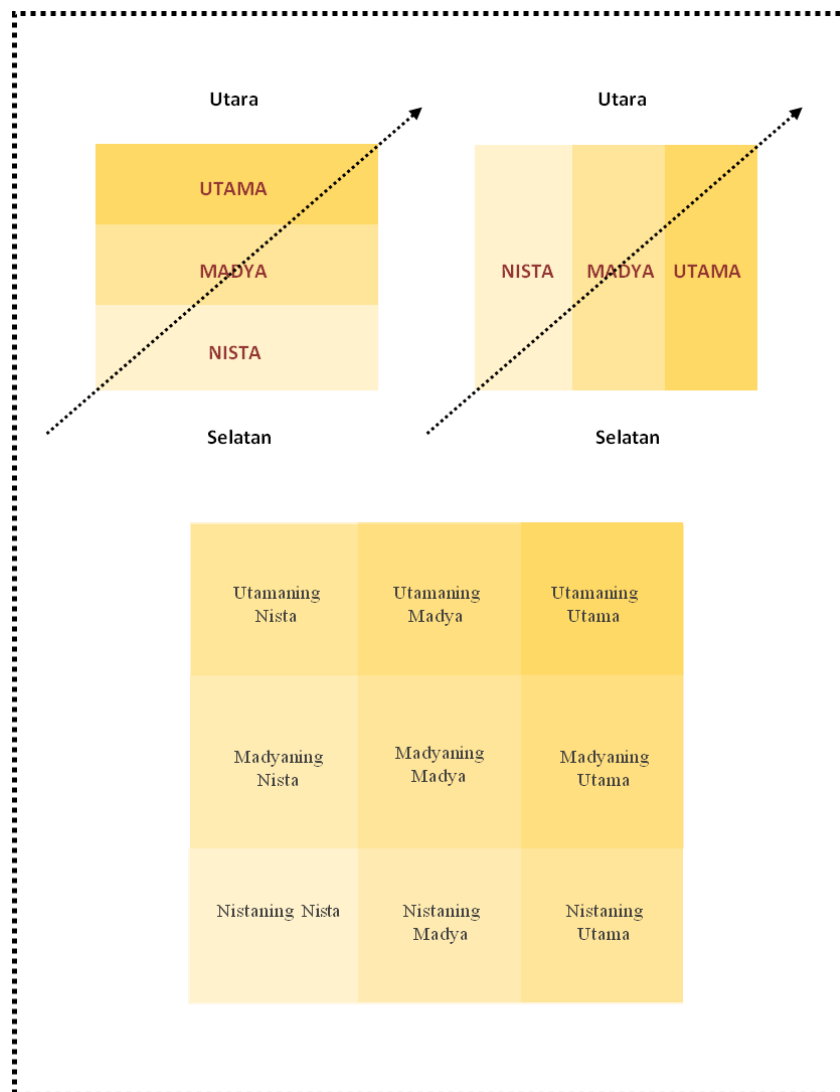 Utara
UTAMA
MADYA
NISTA
Selatan
Utara
NISTA
MADYA
UTAMA
Selatan
Utamaning
Nista
Utamaning
Madya
Utamaning
Utama
Madyaning
Nista
Madyaning
Madya
Madyaning
Utama
Nistaning Nista
Nistaning
Madya
Nistaning
Utama